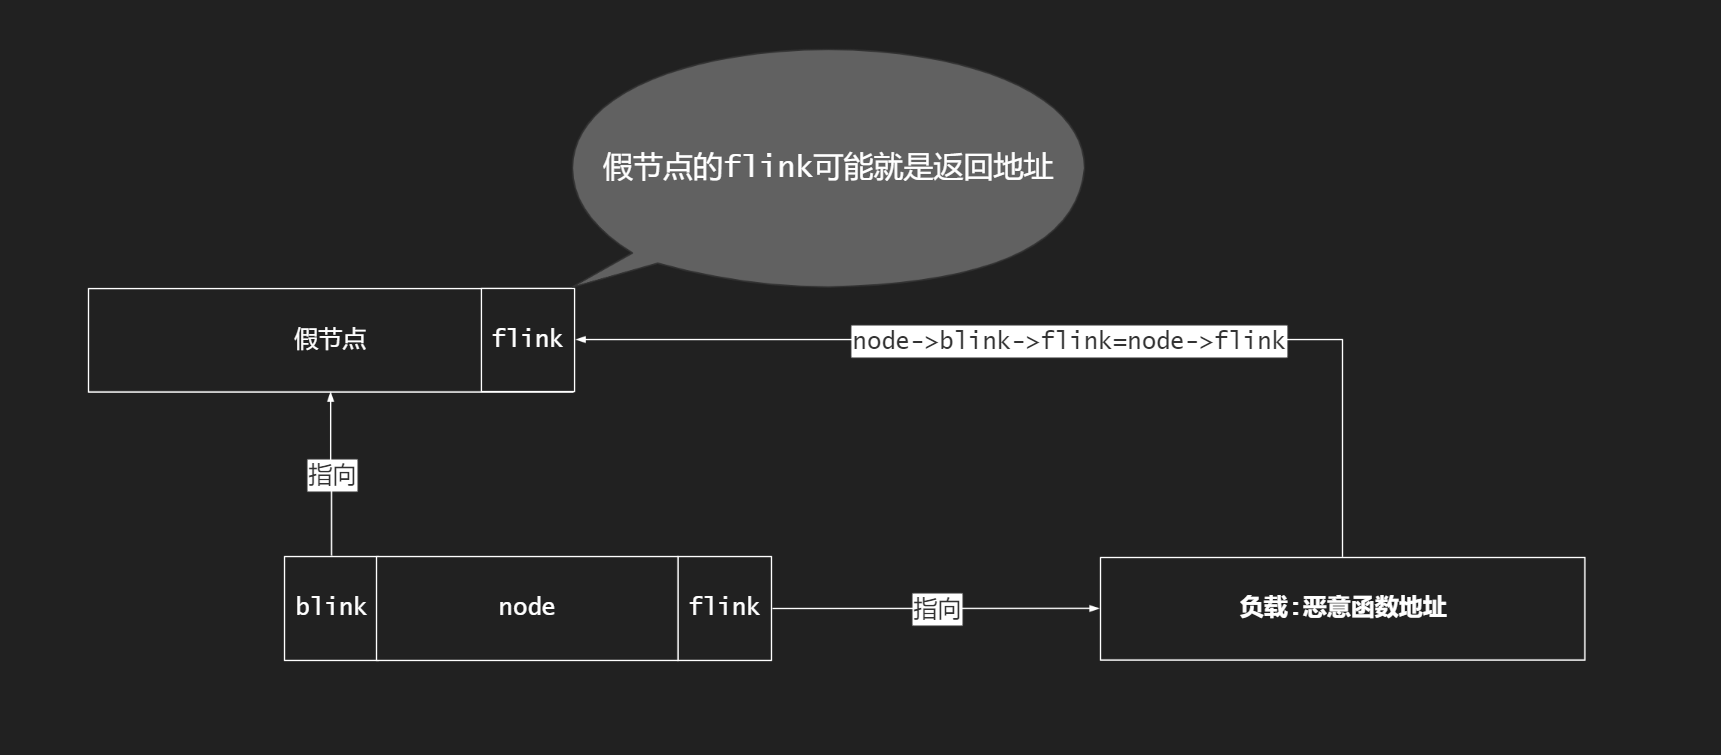 假节点的flink可能就是返回地址
假节点
flink
node->blink->flink=node->flink
指向
blink
node
flink
指向
负载:恶意函数地址